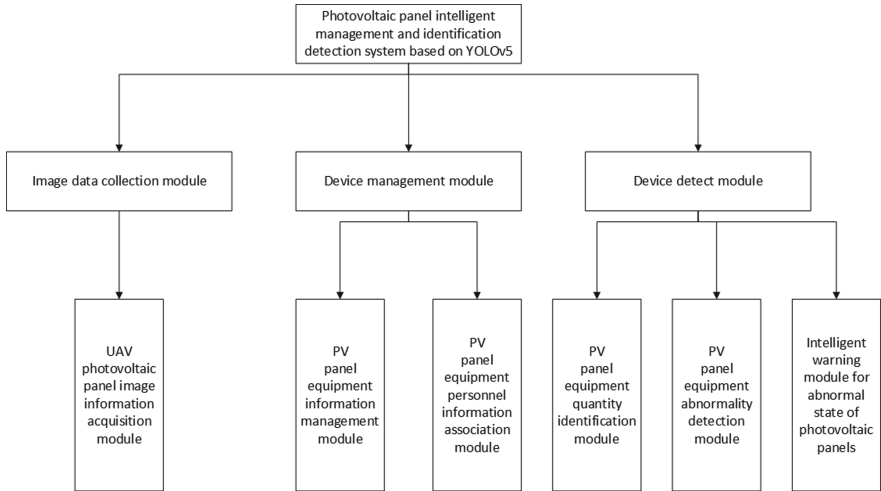 Photovoltaic panel intelligent
management and identification
detection system based on YOLOv5
Image data collection module
Device management module
Device detect module
UAV
photovoltaic
panel image
information
acquisition
module
PV
panel
equipment
information
management
module
PV
panel
equipment
personnel
information
association
module
PV
panel
equipment
quantity
identification
module
PV
panel
equipment
abnormality
detection
module
Intelligent
warning
module for
abnormal
state of
photovoltaic
panels